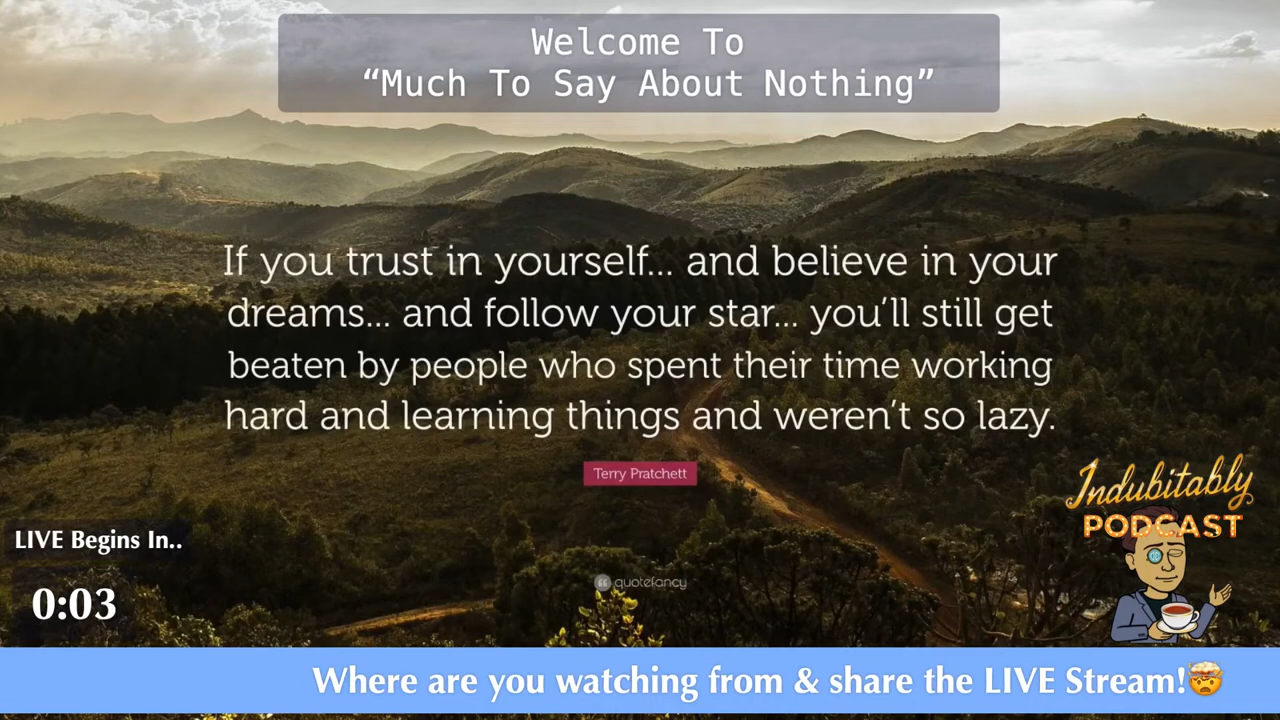 Welcome To
“Much To Say About Nothing”
If you trust in yourself... and believe in your
dreams... and follow your star... you’ll still get
beaten by people who spent their time working
hard and learning things and weren’t so lazy.
Terry Pratchett
Indubitably
PODCAST
LIVE Begins In..
quotefancy
0:03
Where are you watching from & share the LIVE Stream!🤯